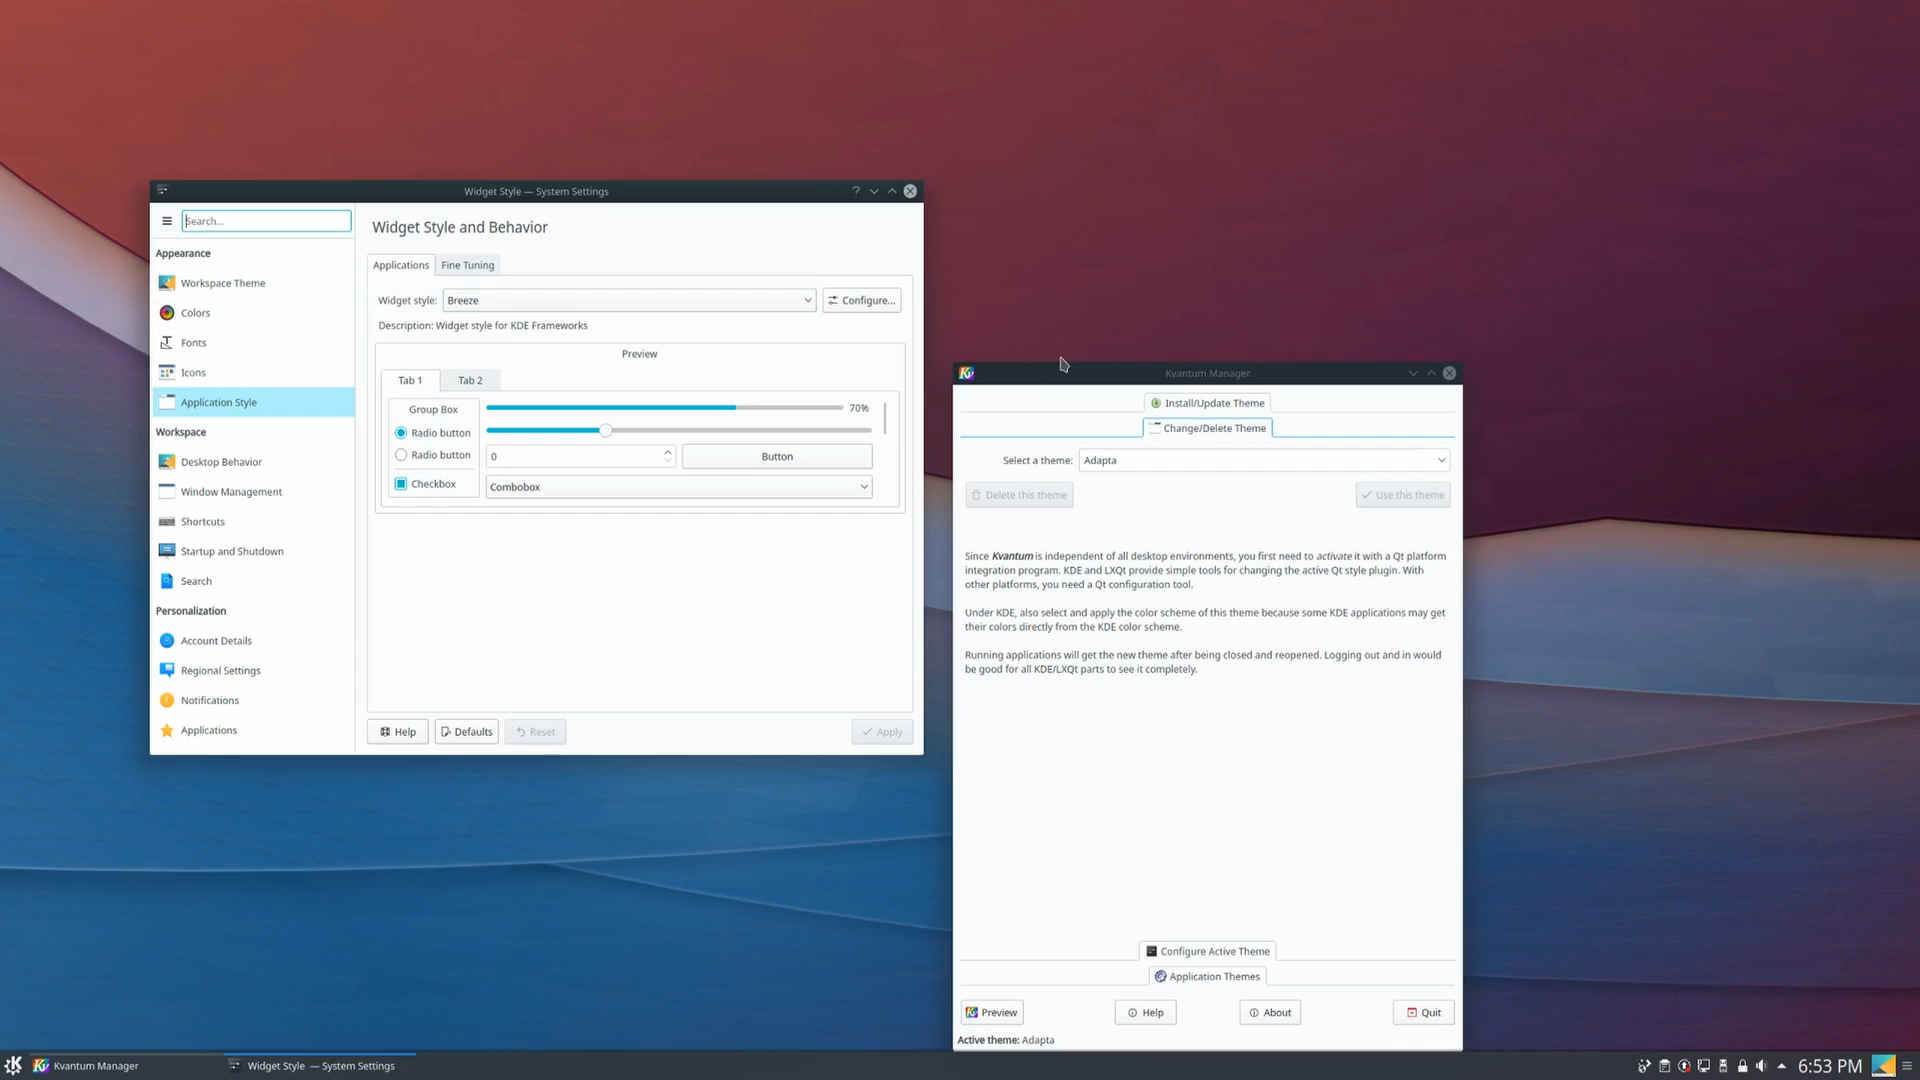 Widget Style — System Settings
Search...
Appearance
Workspace Theme
Colors
Fonts
Icons
Application Style
Workspace
Desktop Behavior
Window Management
Shortcuts
Startup and Shutdown
Search
Personalization
Account Details
Regional Settings
Notifications
Applications
Widget Style and Behavior
Applications
Fine Tuning
Widget style:
Breeze
Configure...
Description: Widget style for KDE Frameworks
Preview
Tab 1
Tab 2
Group Box
70%
Radio button
Radio button
0
Button
Checkbox
Combobox
Help
Defaults
Reset
Apply
Kvantum Manager
Install/Update Theme
Change/Delete Theme
Select a theme:
Adapta
Delete this theme
Use this theme
Since Kvantum is independent of all desktop environments, you first need to activate it with a Qt platform
integration program. KDE and LXQt provide simple tools for changing the active Qt style plugin. With
other platforms, you need a Qt configuration tool.
Under KDE, also select and apply the color scheme of this theme because some KDE applications may get
their colors directly from the KDE color scheme.
Running applications will get the new theme after being closed and reopened. Logging out and in would
be good for all KDE/LXQt parts to see it completely.
Configure Active Theme
Application Themes
Preview
Help
About
Quit
Active theme: Adapta
Kvantum Manager
Widget Style — System Settings
6:53 PM